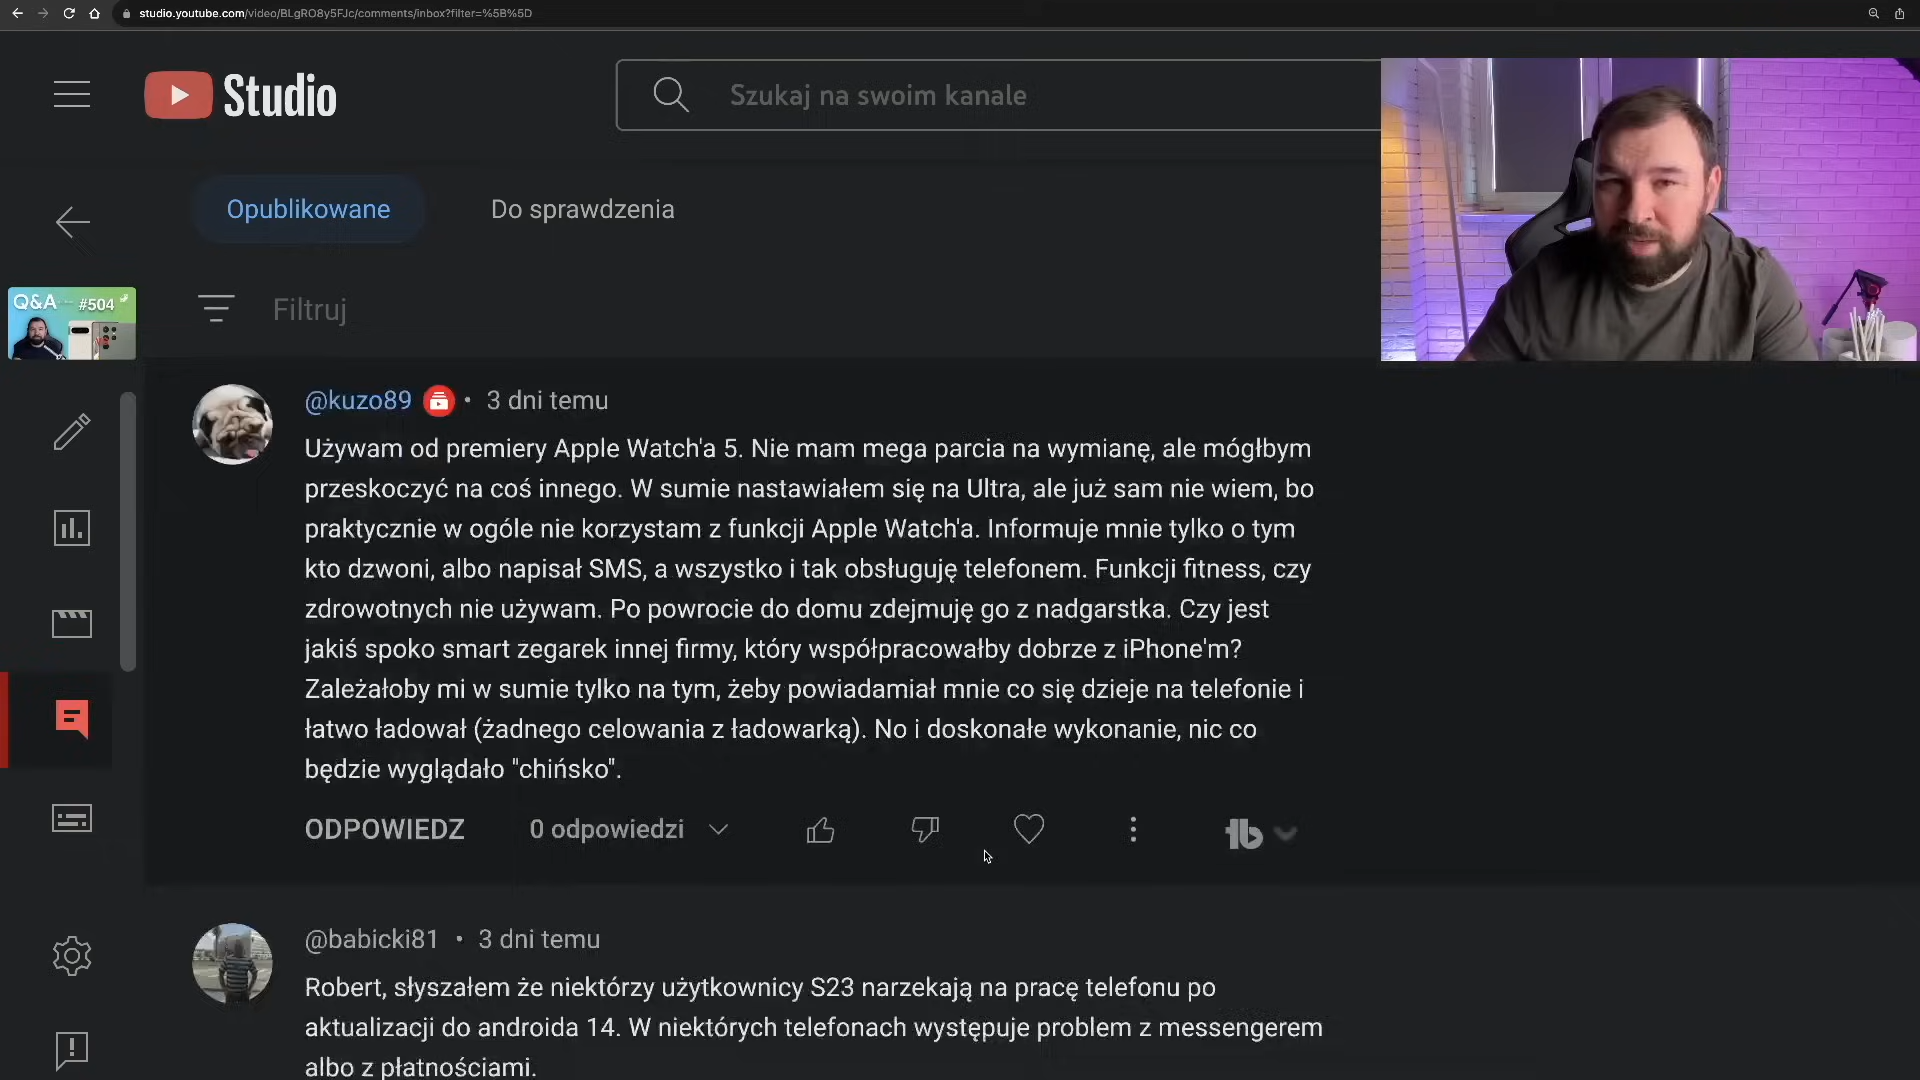 studio.youtube.com/video/BLgRO8y5FJc/comments/inbox?filter=%5B%5D
Studio
Szukaj na swoim kanale
Opublikowane
Do sprawdzenia
Q&A #504
Filtruj
@kuzo89 • 3 dni temu
Używam od premiery Apple Watch'a 5. Nie mam mega parcia na wymianę, ale mógłbym
przeskoczyć na coś innego. W sumie nastawiałem się na Ultra, ale już sam nie wiem, bo
praktycznie w ogóle nie korzystam z funkcji Apple Watch'a. Informuje mnie tylko o tym
kto dzwoni, albo napisał SMS, a wszystko i tak obsługuję telefonem. Funkcji fitness, czy
zdrowotnych nie używam. Po powrocie do domu zdejmuję go z nadgarstka. Czy jest
jakiś spoko smart zegarek innej firmy, który współpracowałby dobrze z iPhone'm?
Zależałoby mi w sumie tylko na tym, żeby powiadamiał mnie co się dzieje na telefonie i
łatwo ładował (żadnego celowania z ładowarką). No i doskonałe wykonanie, nic co
będzie wyglądało "chińsko".
ODPOWIEDZ
0 odpowiedzi
@babicki81 • 3 dni temu
Robert, słyszałem że niektórzy użytkownicy S23 narzekają na pracę telefonu po
aktualizacji do androida 14. W niektórych telefonach występuje problem z messengerem
albo z płatnościami.